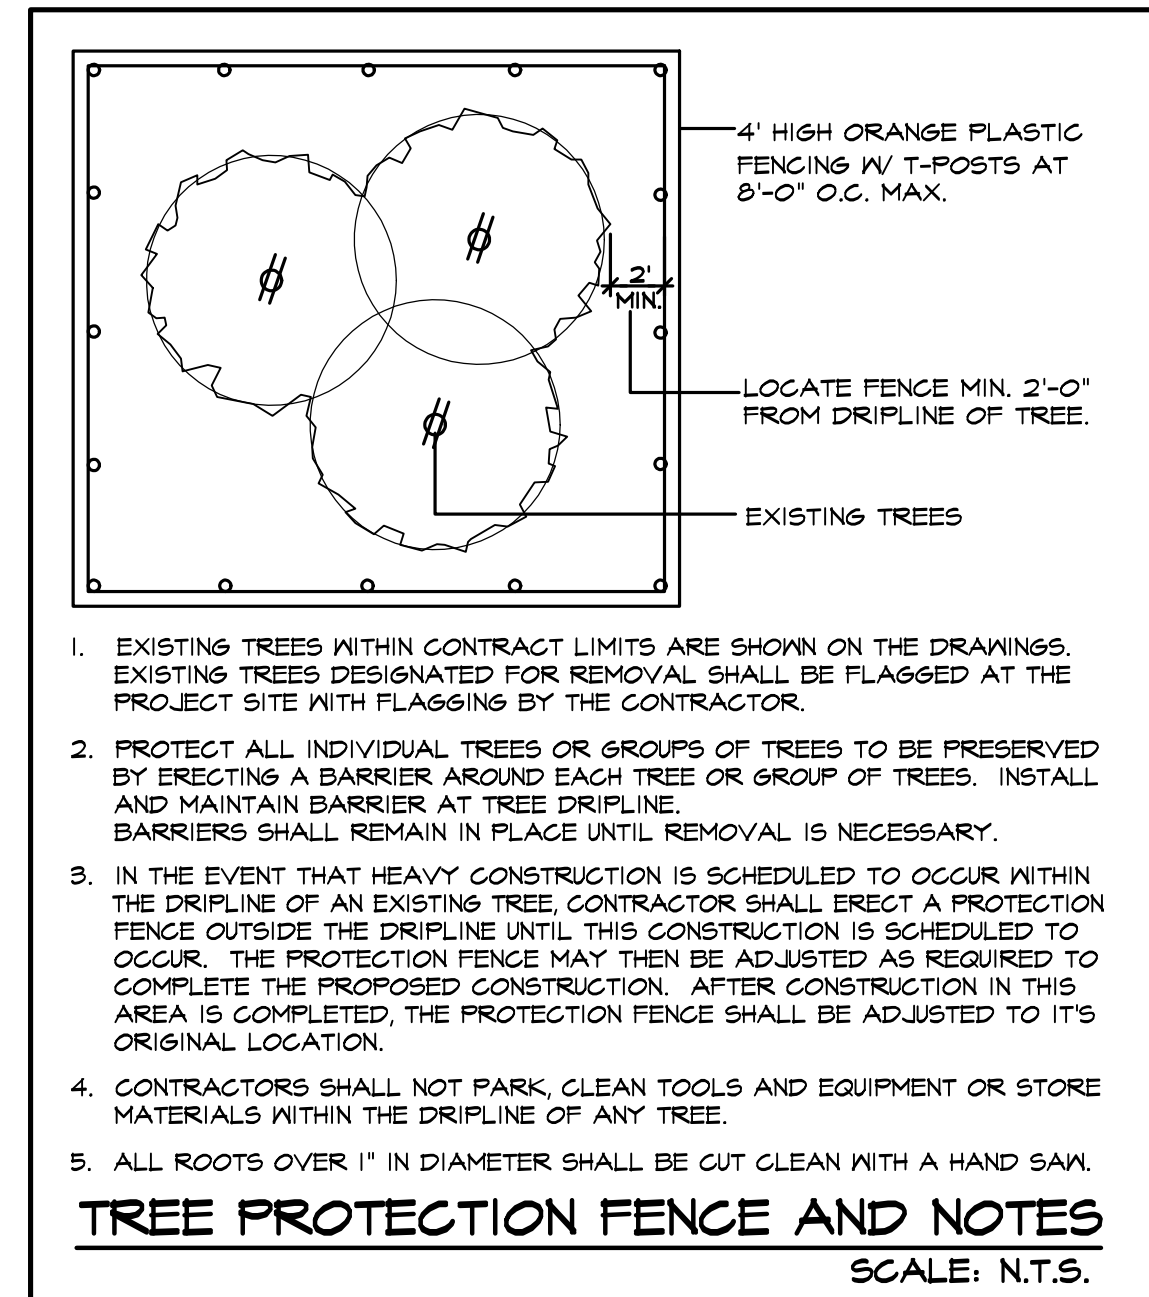 4' HIGH ORANGE PLASTIC
FENCING W/ T-POSTS AT
8'-0" O.C. MAX.
2'
MIN.
LOCATE FENCE MIN. 2'-0"
FROM DRIPLINE OF TREE.
EXISTING TREES
1. EXISTING TREES WITHIN CONTRACT LIMITS ARE SHOWN ON THE DRAWINGS.
EXISTING TREES DESIGNATED FOR REMOVAL SHALL BE FLAGGED AT THE
PROJECT SITE WITH FLAGGING BY THE CONTRACTOR.
2. PROTECT ALL INDIVIDUAL TREES OR GROUPS OF TREES TO BE PRESERVED
BY ERECTING A BARRIER AROUND EACH TREE OR GROUP OF TREES. INSTALL
AND MAINTAIN BARRIER AT TREE DRIPLINE.
BARRIERS SHALL REMAIN IN PLACE UNTIL REMOVAL IS NECESSARY.
3. IN THE EVENT THAT HEAVY CONSTRUCTION IS SCHEDULED TO OCCUR WITHIN
THE DRIPLINE OF AN EXISTING TREE, CONTRACTOR SHALL ERECT A PROTECTION
FENCE OUTSIDE THE DRIPLINE UNTIL THIS CONSTRUCTION IS SCHEDULED TO
OCCUR. THE PROTECTION FENCE MAY THEN BE ADJUSTED AS REQUIRED TO
COMPLETE THE PROPOSED CONSTRUCTION. AFTER CONSTRUCTION IN THIS
AREA IS COMPLETED, THE PROTECTION FENCE SHALL BE ADJUSTED TO IT'S
ORIGINAL LOCATION.
4. CONTRACTORS SHALL NOT PARK, CLEAN TOOLS AND EQUIPMENT OR STORE
MATERIALS WITHIN THE DRIPLINE OF ANY TREE.
5. ALL ROOTS OVER 1" IN DIAMETER SHALL BE CUT CLEAN WITH A HAND SAW.
TREE PROTECTION FENCE AND NOTES
SCALE: N.T.S.